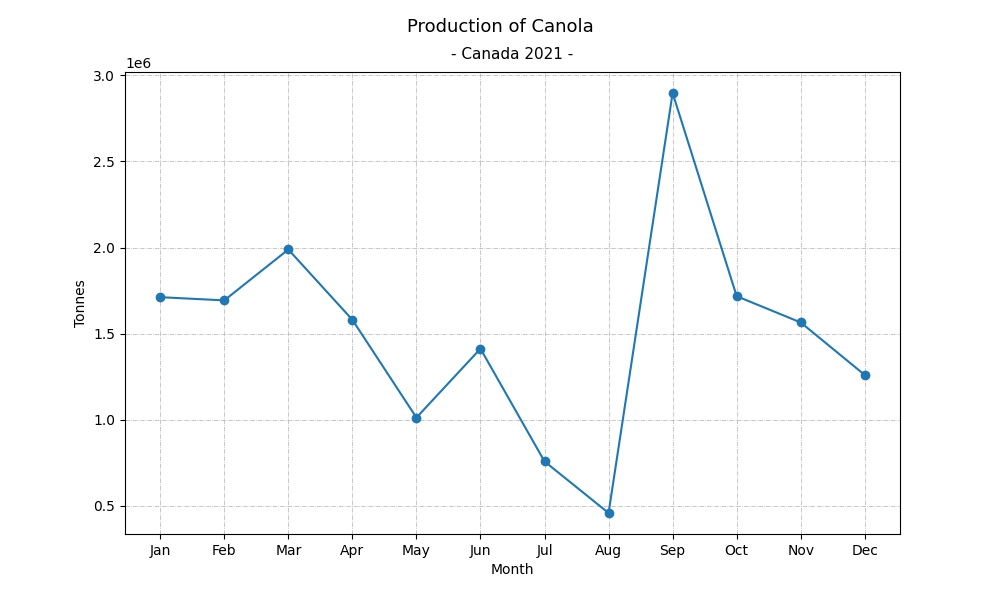 Production of Canola
- Canada 2021 -
1e6
3.0
2.5
2.0
1.5
1.0
0.5
Tonnes
Jan Feb Mar Apr May Jun Jul Aug Sep Oct Nov Dec
Month